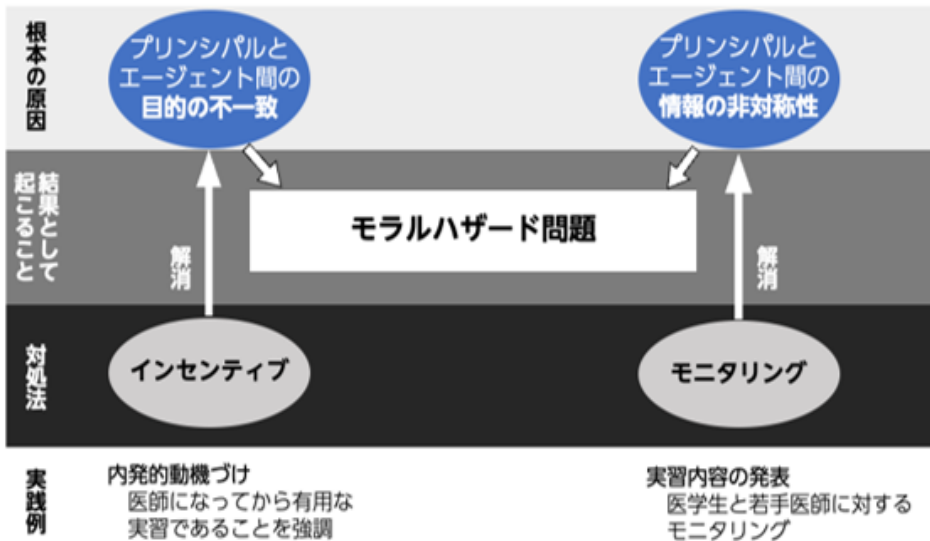 根本の原因
プリンシパルと
エージェント間の
目的の不一致
プリンシパルと
エージェント間の
情報の非対称性
結果として
起こること
モラルハザード問題
解消
解消
対処法
インセンティブ
モニタリング
実践例
内発的動機づけ
医師になってから有用な
実習であることを強調
実習内容の発表
医学生と若手医師に対する
モニタリング